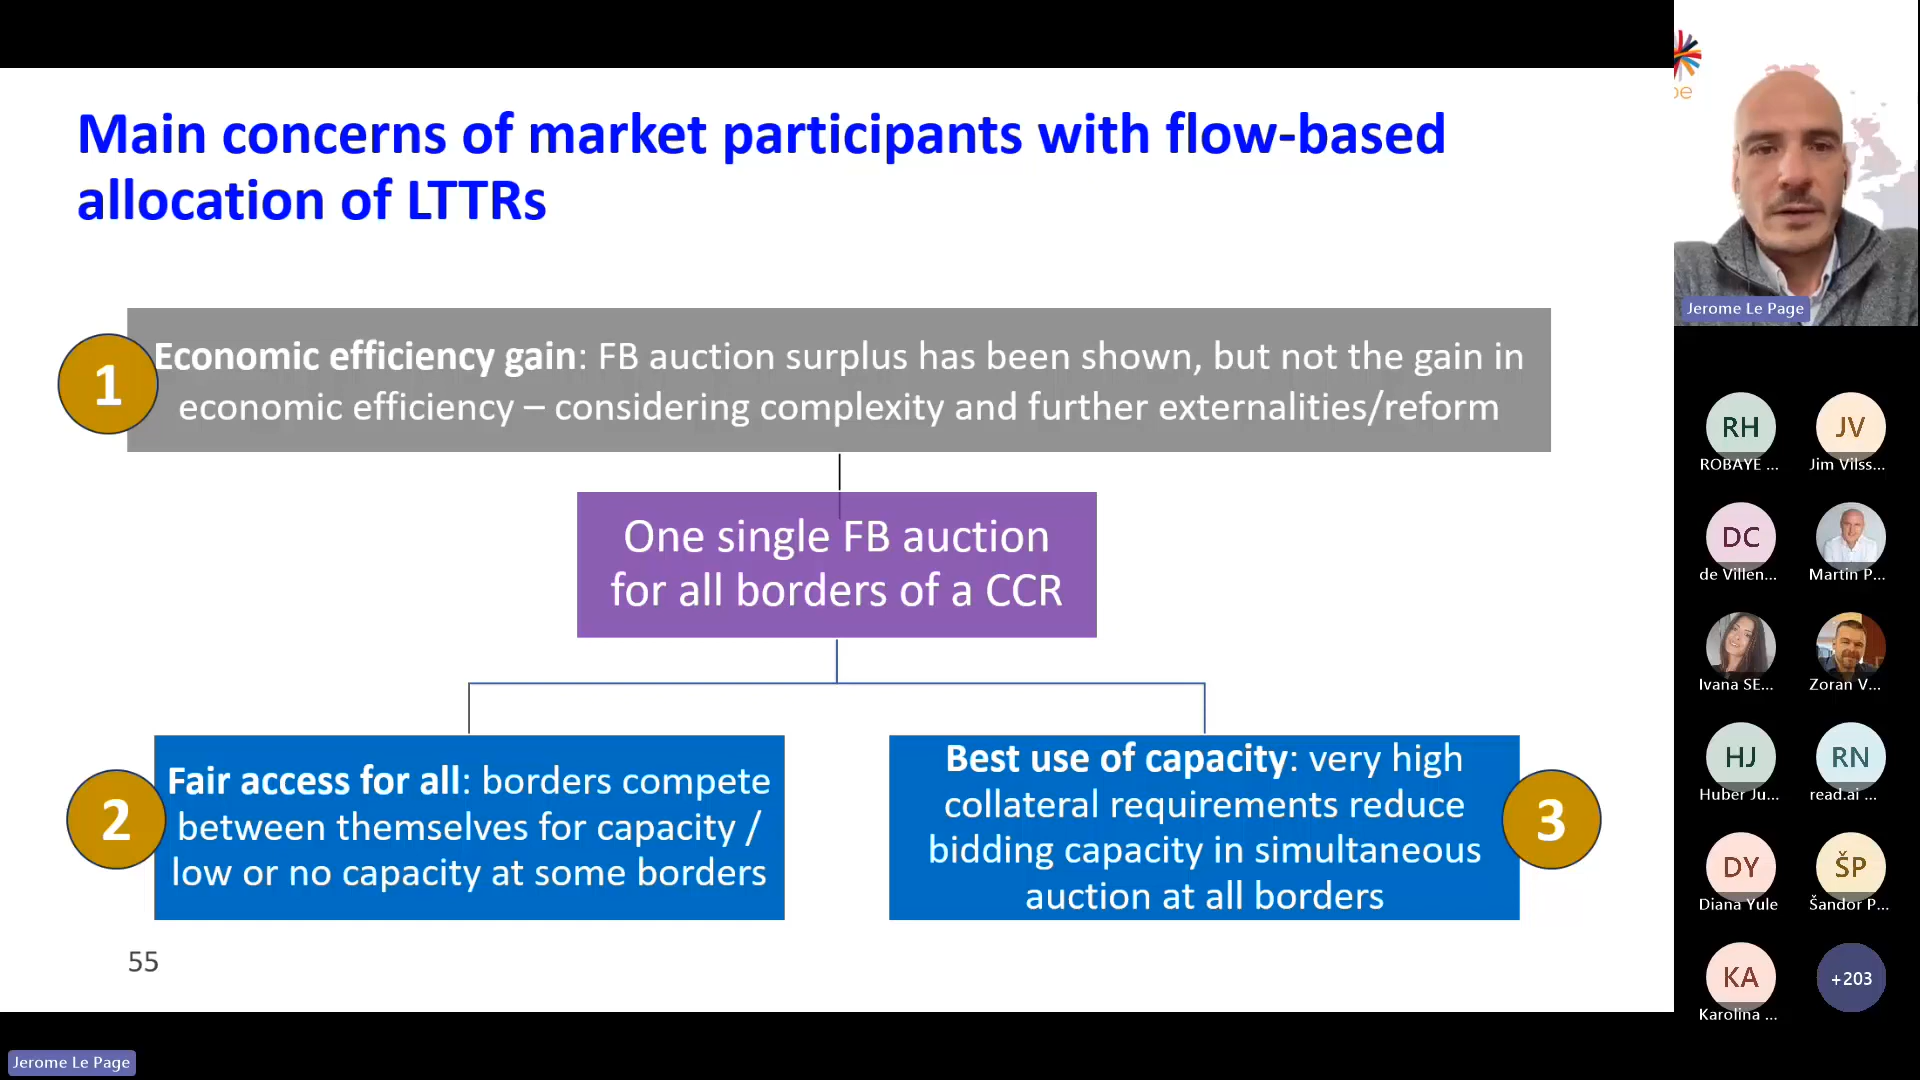 Main concerns of market participants with flow-based
allocation of LTTRs
1
Economic efficiency gain: FB auction surplus has been shown, but not the gain in
economic efficiency – considering complexity and further externalities/reform
One single FB auction
for all borders of a CCR
2
Fair access for all: borders compete
between themselves for capacity /
low or no capacity at some borders
Best use of capacity: very high
collateral requirements reduce
bidding capacity in simultaneous
auction at all borders
3
55
Jerome Le Page
pe
Jerome Le Page
RH
ROBAYE ...
JV
Jim Vilss...
DC
de Villen...
Martin P...
Ivana SE...
Zoran V...
HJ
Huber Ju...
RN
read.ai ...
DY
Diana Yule
ŠP
Šandor P...
KA
Karolina ...
+203